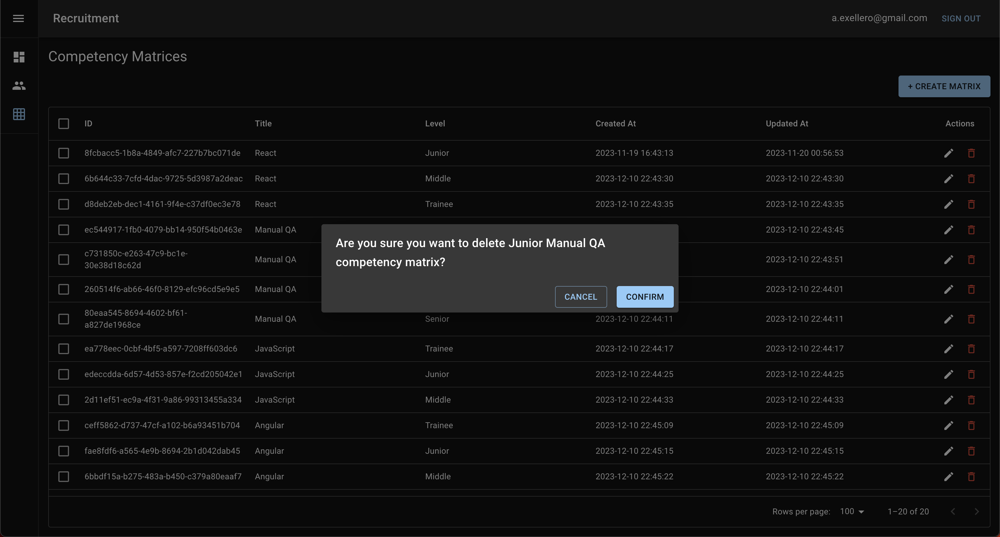 Recruitment
a.exellero@gmail.com SIGN OUT
Competency Matrices
+ CREATE MATRIX
ID Title Level Created At Updated At Actions
8fcbacc5-1b8a-4849-afc7-227b7bc071de React Junior 2023-11-19 16:43:13 2023-11-20 00:56:53
6b644c33-7cfd-4dac-9725-5d3987a2deac React Middle 2023-12-10 22:43:30 2023-12-10 22:43:30
d8deb2eb-dec1-4161-9f4e-c37df0ec3e78 React Trainee 2023-12-10 22:43:35 2023-12-10 22:43:35
ec544917-1fb0-4079-bb14-950f54b0463e Manual QA 2023-12-10 22:43:45
c731850c-e263-47c9-bc1e-
30e38d18c62d Manual QA 2023-12-10 22:43:51
260514f6-ab66-46f0-8129-efc96cd5e9e5 Manual QA 2023-12-10 22:44:01
80eaa545-8694-4602-bf61-
a827de1968ce Manual QA Senior 2023-12-10 22:44:11 2023-12-10 22:44:11
ea778eec-0cbf-4bf5-a597-7208ff603dc6 JavaScript Trainee 2023-12-10 22:44:17 2023-12-10 22:44:17
edeccdda-6d57-4d53-857e-f2cd205042e1 JavaScript Junior 2023-12-10 22:44:25 2023-12-10 22:44:25
2d11ef51-ec9a-4f31-9a86-99313455a334 JavaScript Middle 2023-12-10 22:44:33 2023-12-10 22:44:33
ceff5862-d737-47cf-a102-b6a93451b704 Angular Trainee 2023-12-10 22:45:09 2023-12-10 22:45:09
fae8fdf6-a565-4e9b-8694-2b1d042dab45 Angular Junior 2023-12-10 22:45:15 2023-12-10 22:45:15
6bbdf15a-b275-483a-b450-c379a80eaaf7 Angular Middle 2023-12-10 22:45:22 2023-12-10 22:45:22
Rows per page: 100 1–20 of 20
Are you sure you want to delete Junior Manual QA
competency matrix?
CANCEL CONFIRM